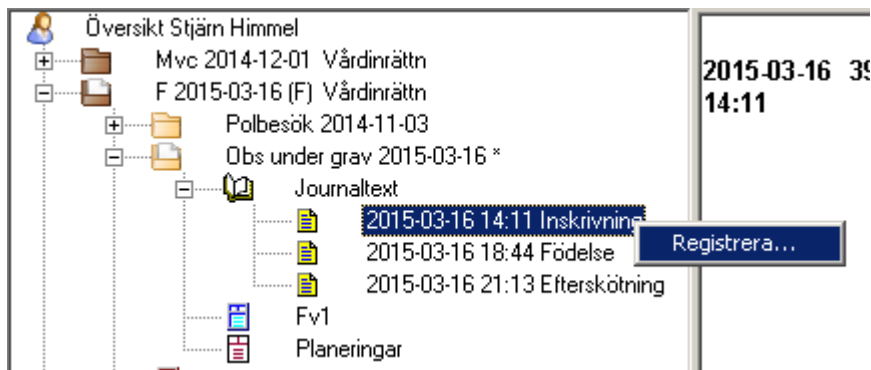 Översikt Stjärn Himmel
Mvc 2014-12-01 Vårdinrättn
F 2015-03-16 (F) Vårdinrättn
Polbesök 2014-11-03
Obs under grav 2015-03-16 *
Journaltext
2015-03-16 14:11 Inskrivning
2015-03-16 18:44 Födelse
2015-03-16 21:13 Efterskötning
Fv1
Planeringar
Registrera...
2015-03-16 39
14:11